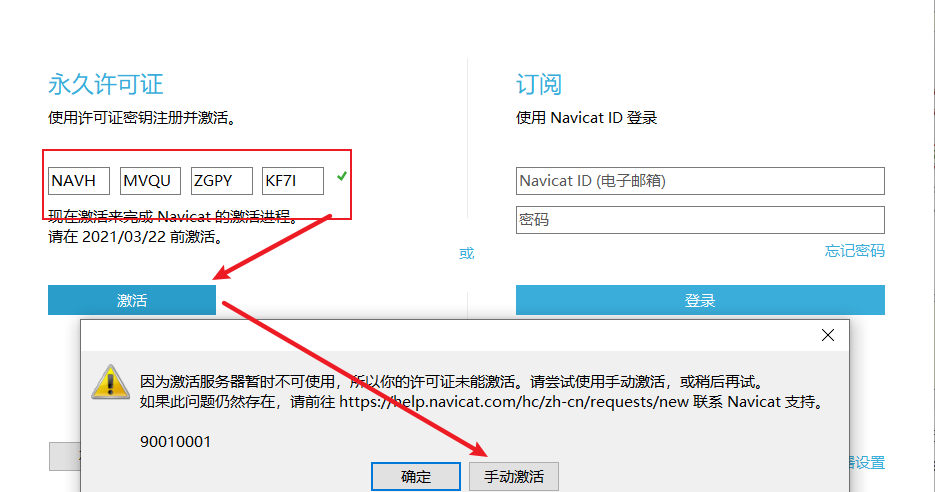 永久许可证
使用许可证密钥注册并激活。
NAVH MVQU ZGPY KF7I
现在激活来完成 Navicat 的激活进程。
请在 2021/03/22 前激活。
激活
或
订阅
使用 Navicat ID 登录
Navicat ID (电子邮箱)
密码
忘记密码
登录
因为激活服务器暂时不可使用，所以你的许可证未能激活。请尝试使用手动激活，或稍后再试。
如果此问题仍然存在，请前往 https://help.navicat.com/hc/zh-cn/requests/new 联系 Navicat 支持。
90010001
确定 手动激活
设置